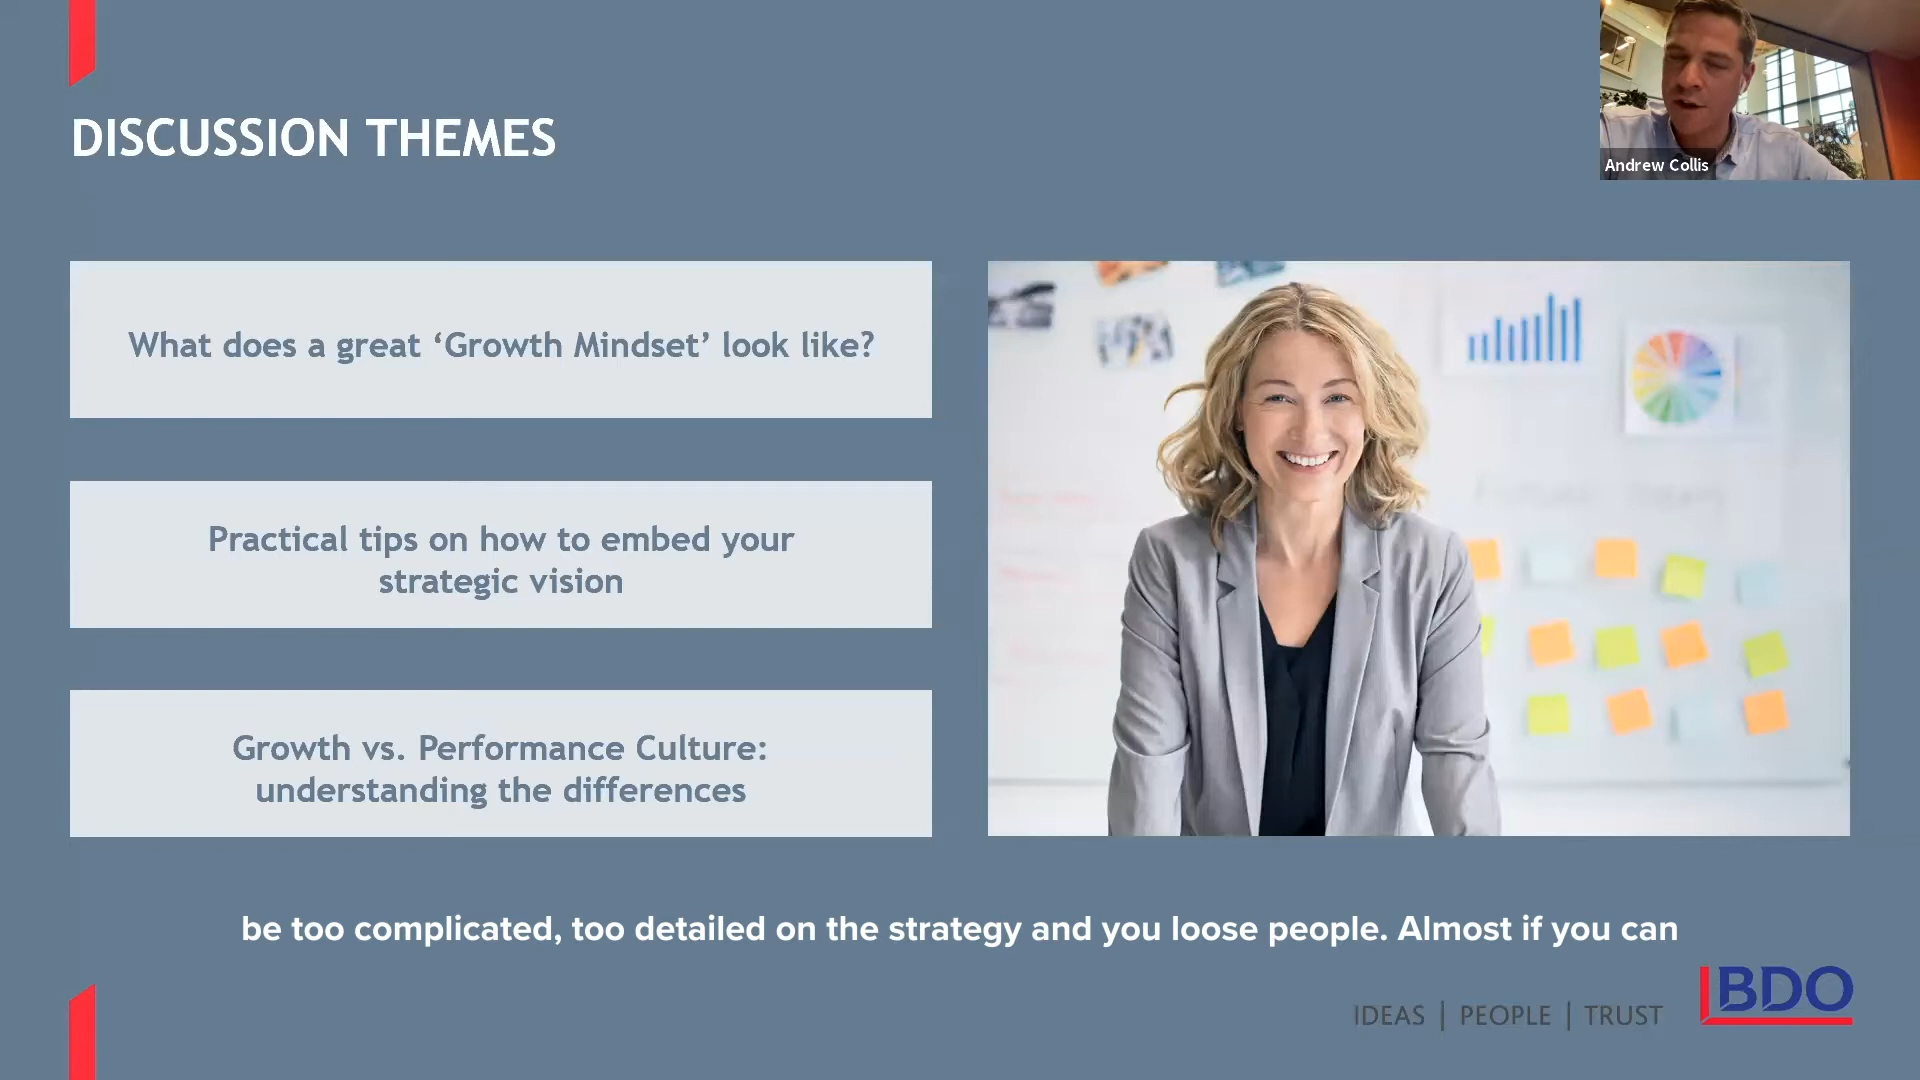 DISCUSSION THEMES
Andrew Collis
What does a great ‘Growth Mindset’ look like?
Practical tips on how to embed your
strategic vision
Growth vs. Performance Culture:
understanding the differences
be too complicated, too detailed on the strategy and you loose people. Almost if you can
IDEAS | PEOPLE | TRUST
BDO